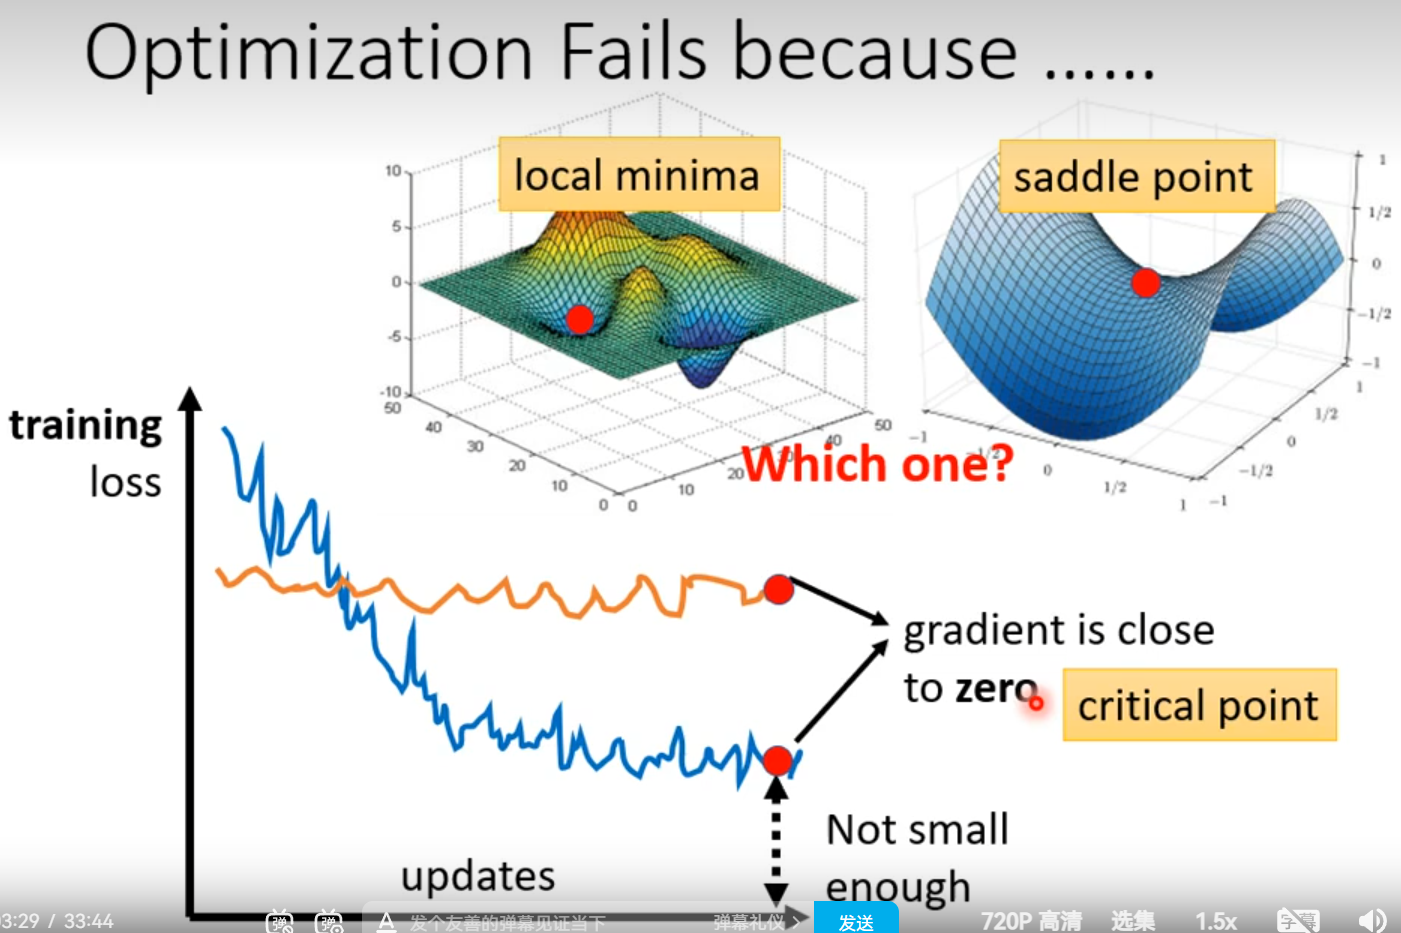 Optimization Fails because ……
local minima
saddle point
10
5
0
-5
-10
50
40
30
20
10
0
0
10
20
30
40
50
1
1/2
0
-1/2
-1
-1
-1/2
0
1/2
1
-1
-1/2
0
1/2
1
Which one?
training
loss
gradient is close
to zero
critical point
Not small
enough
updates
3:29 / 33:44
弹
弹
A
发个友善的弹幕见证当下
弹幕礼仪 >
发送
720P 高清
选集
1.5x
字幕